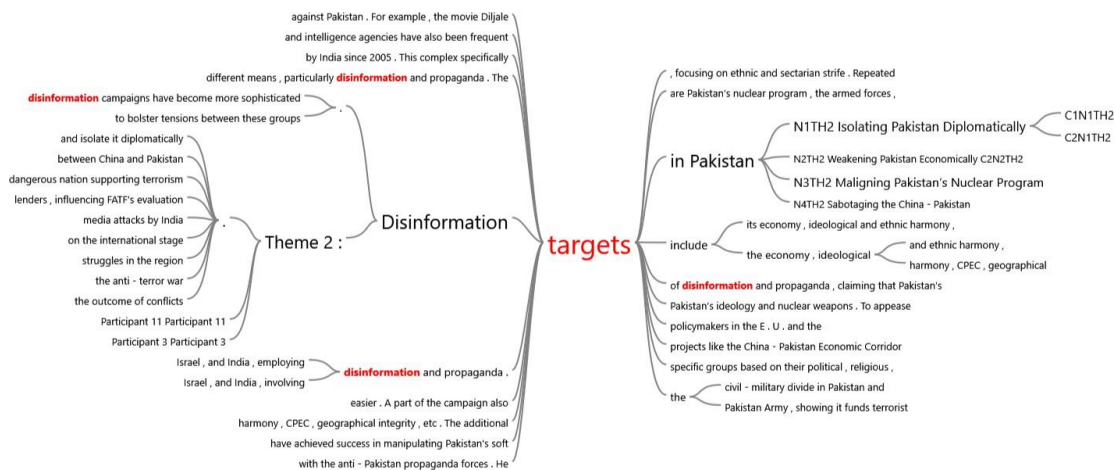 against Pakistan . For example , the movie Diljale
and intelligence agencies have also been frequent
by India since 2005 . This complex specifically
different means , particularly disinformation and propaganda . The
disinformation campaigns have become more sophisticated
to bolster tensions between these groups
.
and isolate it diplomatically
between China and Pakistan
dangerous nation supporting terrorism
lenders , influencing FATF's evaluation
media attacks by India
on the international stage
struggles in the region
the anti - terror war
the outcome of conflicts
.
Participant 11 Participant 11
Participant 3 Participant 3
Theme 2 :
Disinformation
Israel , and India , employing
Israel , and India , involving
disinformation and propaganda .
easier . A part of the campaign also
harmony , CPEC , geographical integrity , etc . The additional
have achieved success in manipulating Pakistan's soft
with the anti - Pakistan propaganda forces . He
targets
, focusing on ethnic and sectarian strife . Repeated
are Pakistan's nuclear program , the armed forces ,
in Pakistan
N1TH2 Isolating Pakistan Diplomatically
C1N1TH2
C2N1TH2
N2TH2 Weakening Pakistan Economically C2N2TH2
N3TH2 Maligning Pakistan's Nuclear Program
N4TH2 Sabotaging the China - Pakistan
include
its economy , ideological and ethnic harmony ,
the economy , ideological
and ethnic harmony ,
harmony , CPEC , geographical
of disinformation and propaganda , claiming that Pakistan's
Pakistan's ideology and nuclear weapons . To appease
policymakers in the E . U . and the
projects like the China - Pakistan Economic Corridor
specific groups based on their political , religious ,
the
civil - military divide in Pakistan and
Pakistan Army , showing it funds terrorist